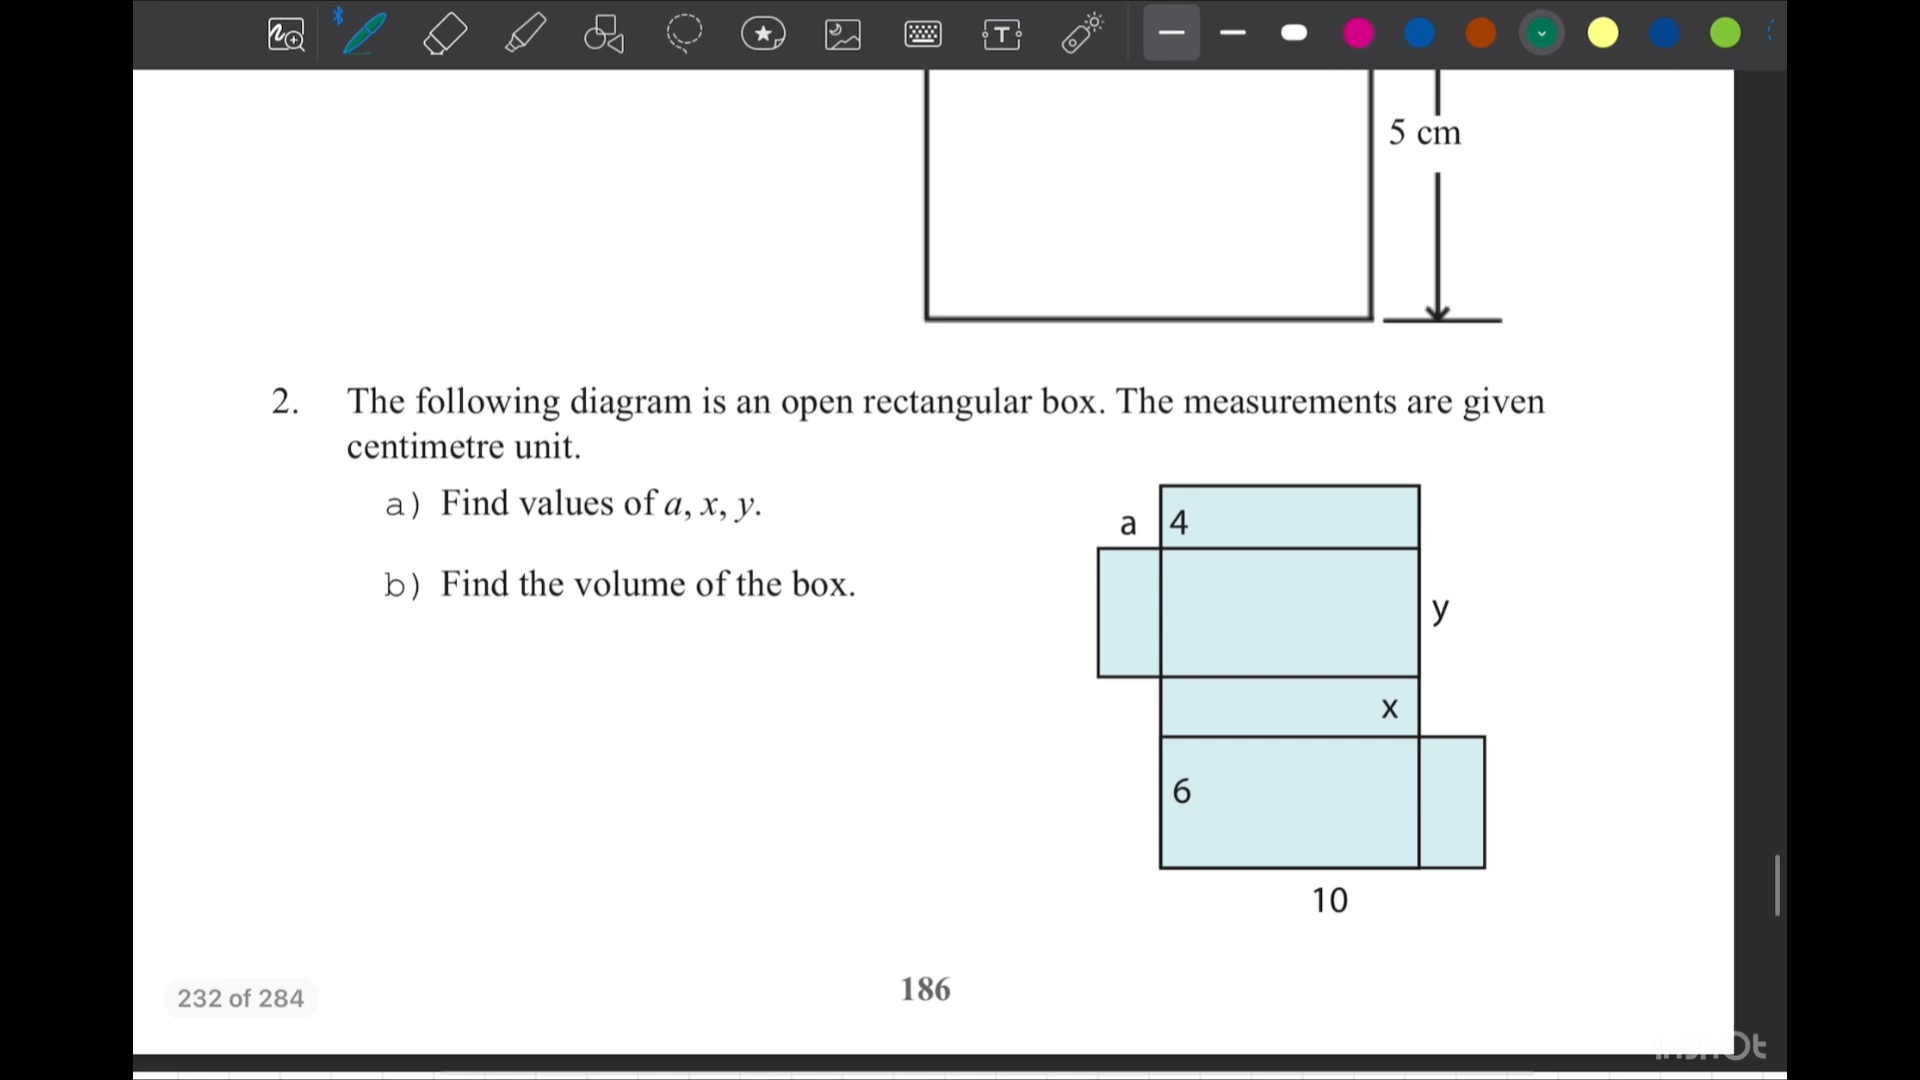 5 cm
2. The following diagram is an open rectangular box. The measurements are given
centimetre unit.
a) Find values of a, x, y.
b) Find the volume of the box.
a 4
y
x
6
10
186
232 of 284
InShOt